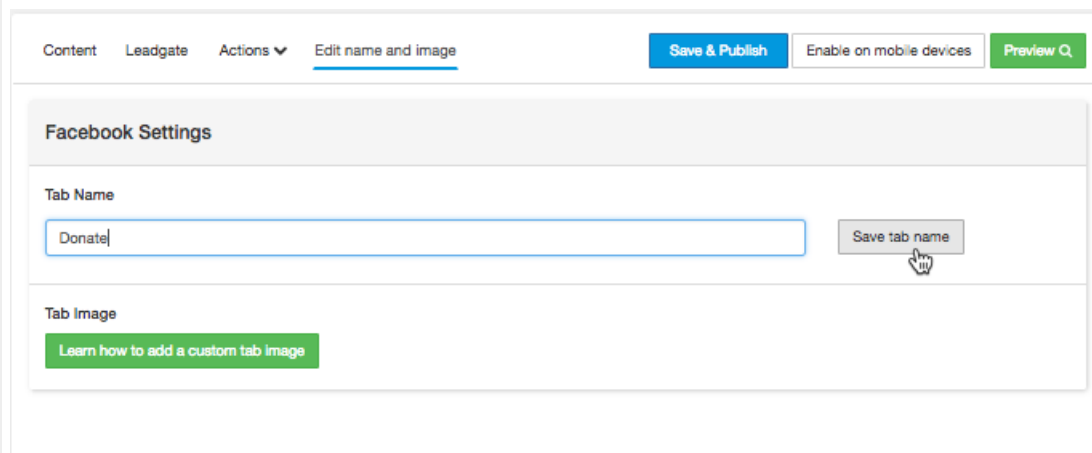 Content Leadgate Actions Edit name and image Save & Publish Enable on mobile devices Preview
Facebook Settings
Tab Name
Donate Save tab name
Tab Image
Learn how to add a custom tab image